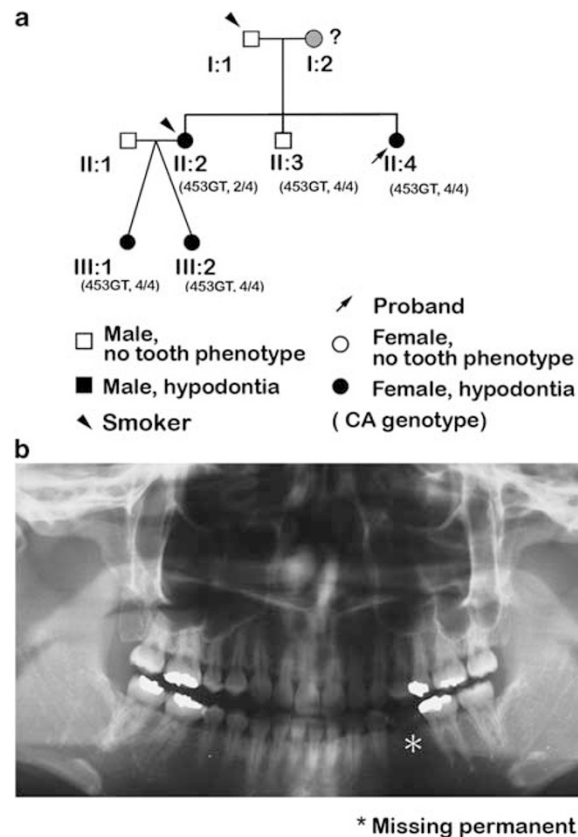 a
I:1
I:2
?
II:1
II:2
(453GT, 2/4)
II:3
(453GT, 4/4)
II:4
(453GT, 4/4)
III:1
(453GT, 4/4)
III:2
(453GT, 4/4)
Male,
no tooth phenotype
Male, hypodontia
Smoker
Proband
Female,
no tooth phenotype
Female, hypodontia
( CA genotype)
b
*
* Missing permanent